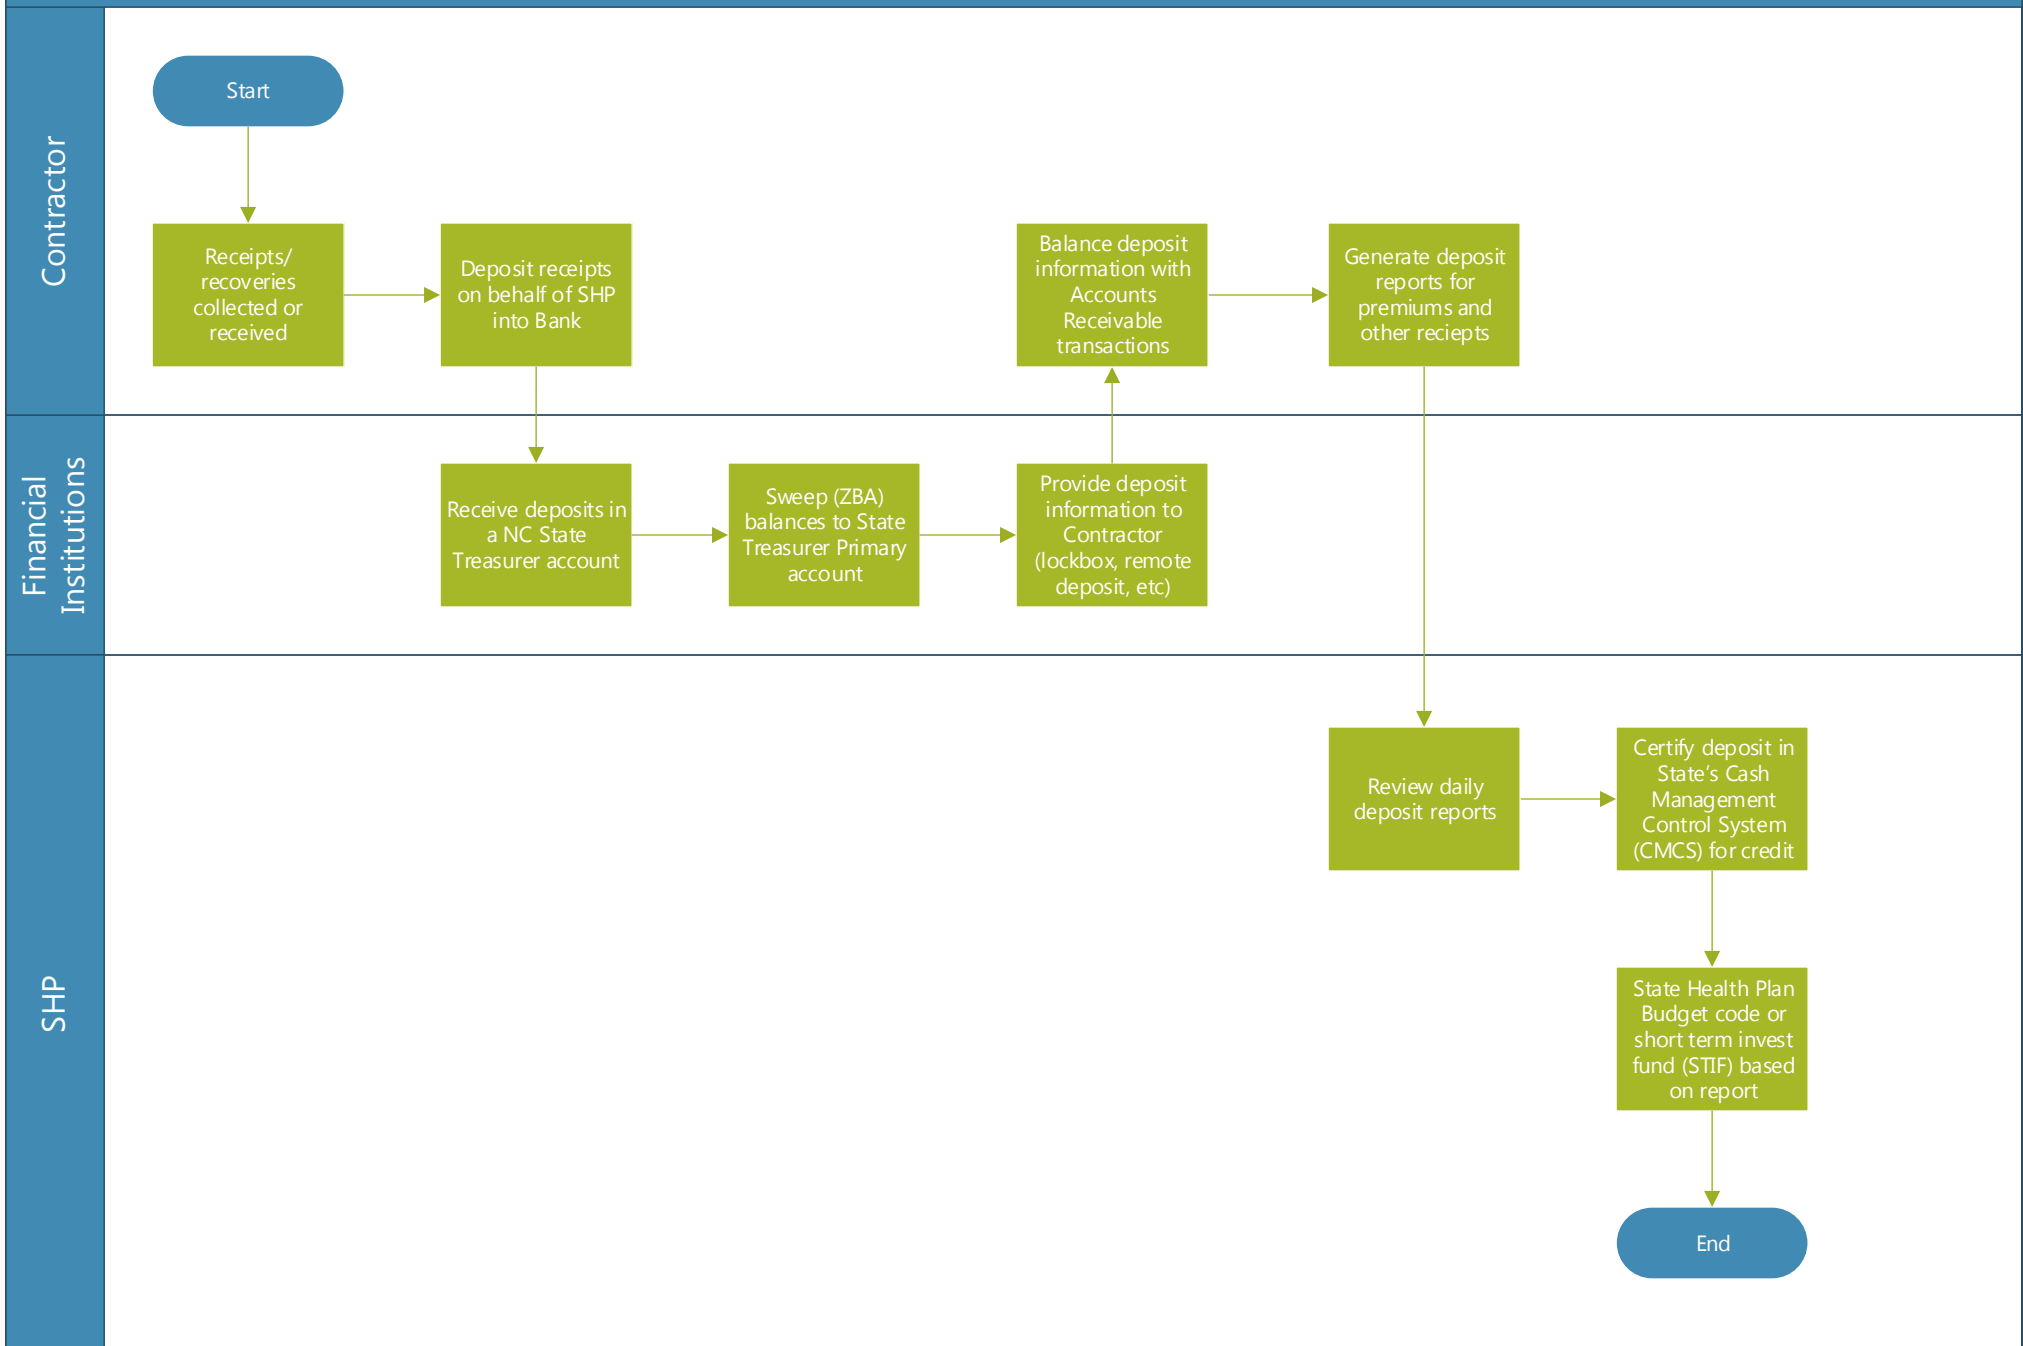 Contractor
Start
Receipts/
recoveries
collected or
received
Deposit receipts
on behalf of SHP
into Bank
Balance deposit
information with
Accounts
Receivable
transactions
Generate deposit
reports for
premiums and
other reciepts
Financial
Institutions
Receive deposits in
a NC State
Treasurer account
Sweep (ZBA)
balances to State
Treasurer Primary
account
Provide deposit
information to
Contractor
(lockbox, remote
deposit, etc)
SHP
Review daily
deposit reports
Certify deposit in
State’s Cash
Management
Control System
(CMCS) for credit
State Health Plan
Budget code or
short term invest
fund (STIF) based
on report
End